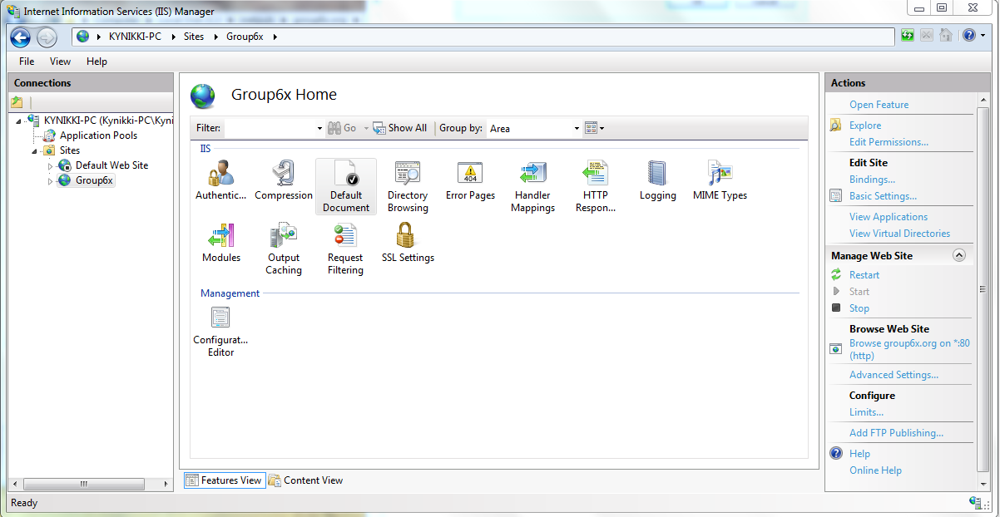 Internet Information Services (IIS) Manager
KYNIKKI-PC
Sites
Group6x
File View Help
Connections
KYNIKKI-PC (Kynikki-PC\Kyni
Application Pools
Sites
Default Web Site
Group6x
Group6x Home
Filter:
Go
Show All
Group by:
Area
IIS
Authentic...
Compression
Default
Document
Directory
Browsing
Error Pages
404
Handler
Mappings
HTTP
Respon...
Logging
MIME Types
Modules
Output
Caching
Request
Filtering
SSL Settings
Management
Configurat...
Editor
Features View
Content View
Actions
Open Feature
Explore
Edit Permissions...
Edit Site
Bindings...
Basic Settings...
View Applications
View Virtual Directories
Manage Web Site
Restart
Start
Stop
Browse Web Site
Browse group6x.org on *:80
(http)
Advanced Settings...
Configure
Limits...
Add FTP Publishing...
Help
Online Help
Ready